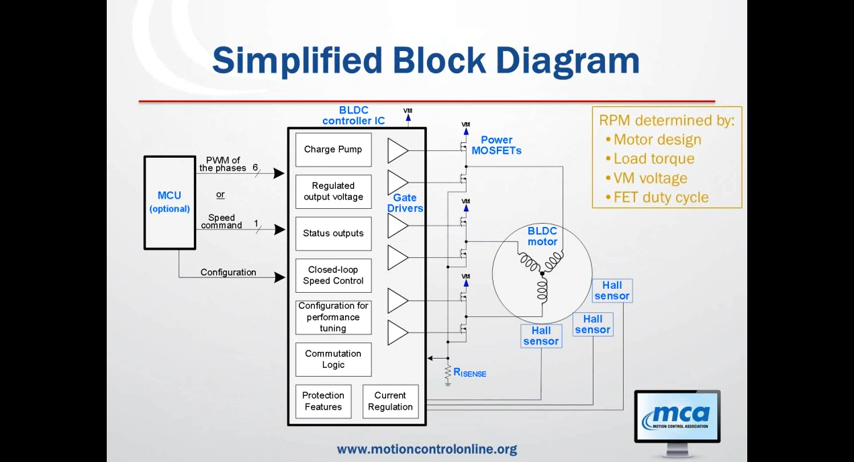 Simplified Block Diagram
BLDC
controller IC
VM
MCU
(optional)
PWM of
the phases
6
or
Speed
command
1
Configuration
Charge Pump
Regulated
output voltage
Status outputs
Closed-loop
Speed Control
Configuration for
performance
tuning
Commutation
Logic
Protection
Features
Current
Regulation
Gate
Drivers
VM
Power
MOSFETs
VM
VM
RISENSE
BLDC
motor
Hall
sensor
Hall
sensor
Hall
sensor
RPM determined by:
• Motor design
• Load torque
• VM voltage
• FET duty cycle
mca
MOTION CONTROL ASSOCIATION
www.motioncontrolonline.org